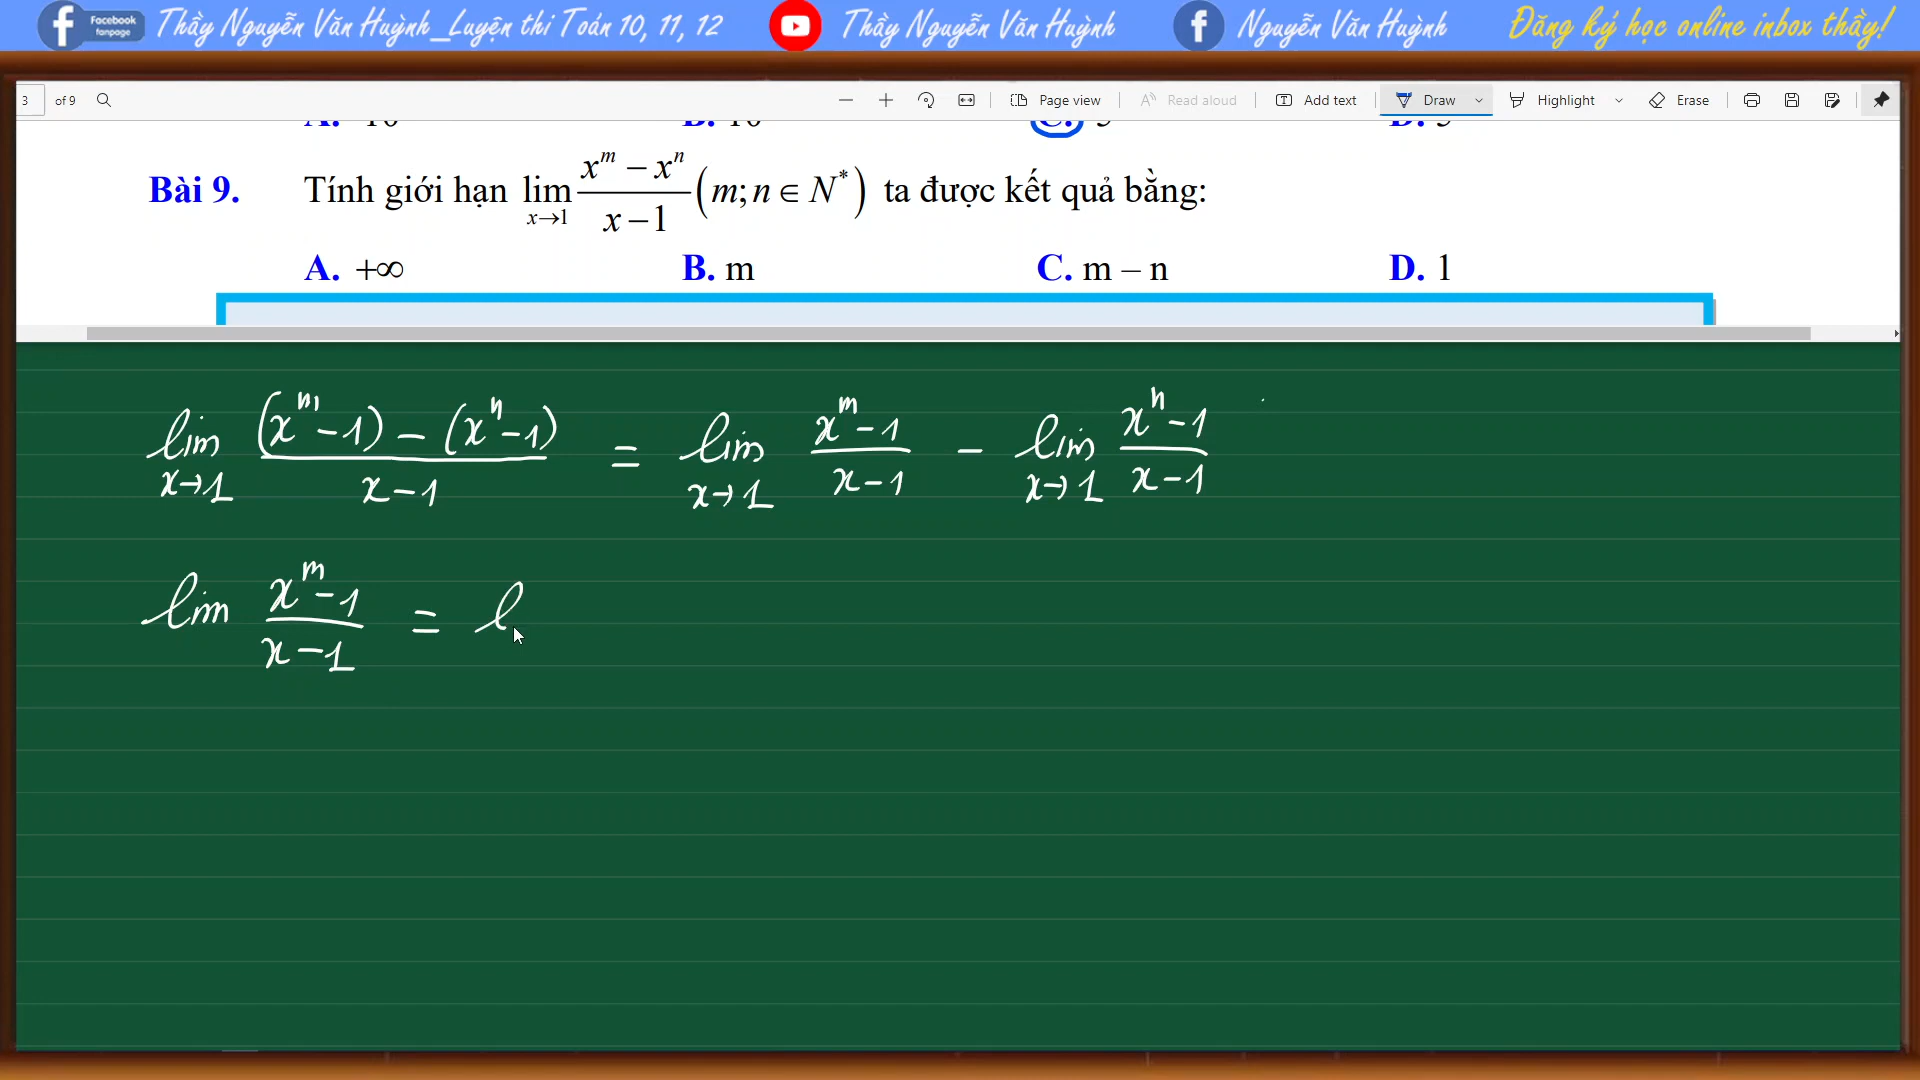 Facebook fanpage Thầy Nguyễn Văn Huỳnh_Luyện thi Toán 10, 11, 12 Thầy Nguyễn Văn Huỳnh Nguyễn Văn Huỳnh Đăng ký học online inbox thầy!
3 of 9 Page view Read aloud Add text Draw Highlight Erase
A. B. C. D.
Bài 9. Tính giới hạn lim x→1 (x^m − x^n)/(x − 1) (m; n ∈ N*) ta được kết quả bằng:
A. +∞ B. m C. m – n D. 1
lim x→1 ((x^m − 1) − (x^n − 1))/(x − 1) = lim x→1 (x^m − 1)/(x − 1) − lim x→1 (x^n − 1)/(x − 1)
lim (x^m − 1)/(x − 1) = l